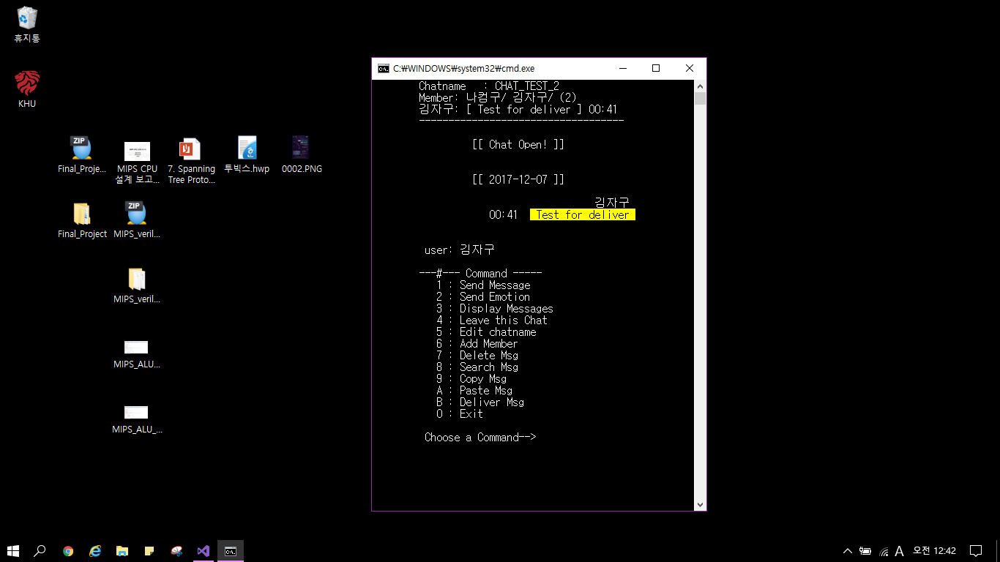 휴지통
KHU
Final_Proje...
MIPS CPU
설계 보고...
7. Spanning
Tree Proto...
투빅스.hwp
0002.PNG
ZIP
Final_Project
ZIP
MIPS_veril...
MIPS_veril...
MIPS_ALU...
MIPS_ALU_...
C:₩WINDOWS₩system32₩cmd.exe
Chatname : CHAT_TEST_2
Member: 나컴구/ 김자구/ (2)
김자구: [ Test for deliver ] 00:41
-----------------------------------
[[ Chat Open! ]]
[[ 2017-12-07 ]]
김자구
00:41 Test for deliver
user: 김자구
---#--- Command -----
1 : Send Message
2 : Send Emotion
3 : Display Messages
4 : Leave this Chat
5 : Edit chatname
6 : Add Member
7 : Delete Msg
8 : Search Msg
9 : Copy Msg
A : Paste Msg
B : Deliver Msg
0 : Exit
Choose a Command-->
A 오전 12:42